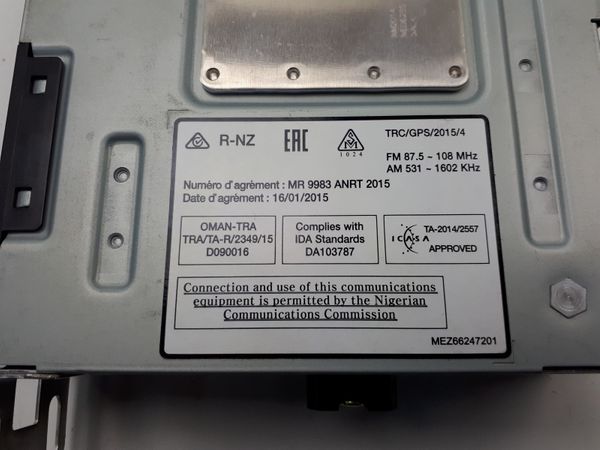 R-NZ
EAC
TRC/GPS/2015/4
1024
FM 87.5 ~ 108 MHz
AM 531 ~ 1602 KHz
Numéro d'agrèment : MR 9983 ANRT 2015
Date d'agrèment : 16/01/2015
OMAN-TRA
TRA/TA-R/2349/15
D090016
Complies with
IDA Standards
DA103787
ICASA
TA-2014/2557
APPROVED
Connection and use of this communications
equipment is permitted by the Nigerian
Communications Commission
MEZ66247201